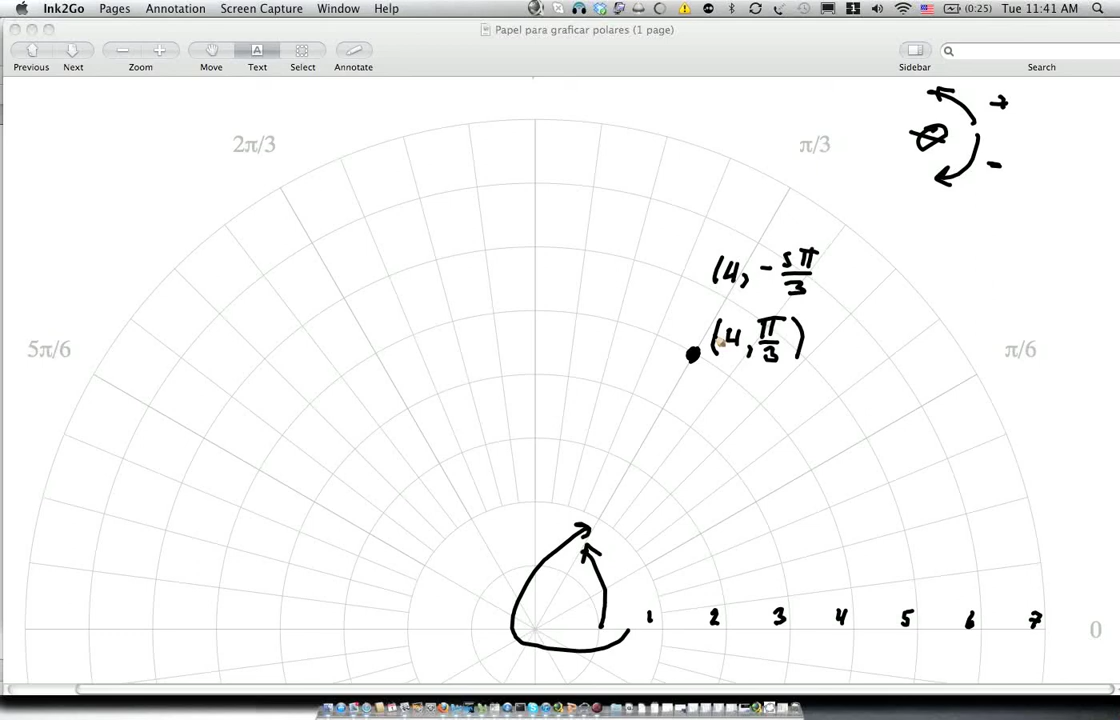 Ink2Go Pages Annotation Screen Capture Window Help 1 (0:25) Tue 11:41 AM
Papel para graficar polares (1 page)
Previous Next Zoom Move Text Select Annotate Sidebar Search
+
2π/3 π/3
θ
-
(4, -5π/3
(4, π/3)
5π/6 π/6
1 2 3 4 5 6 7 0